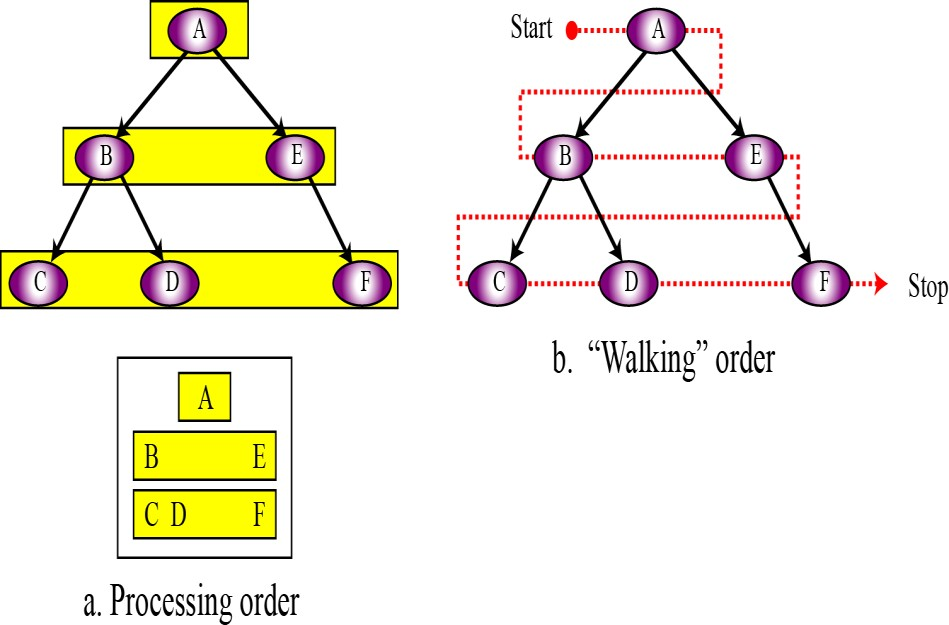 A
B E
C D F
A
B E
C D F
a. Processing order
Start A
B E
C D F
Stop
b. “Walking” order